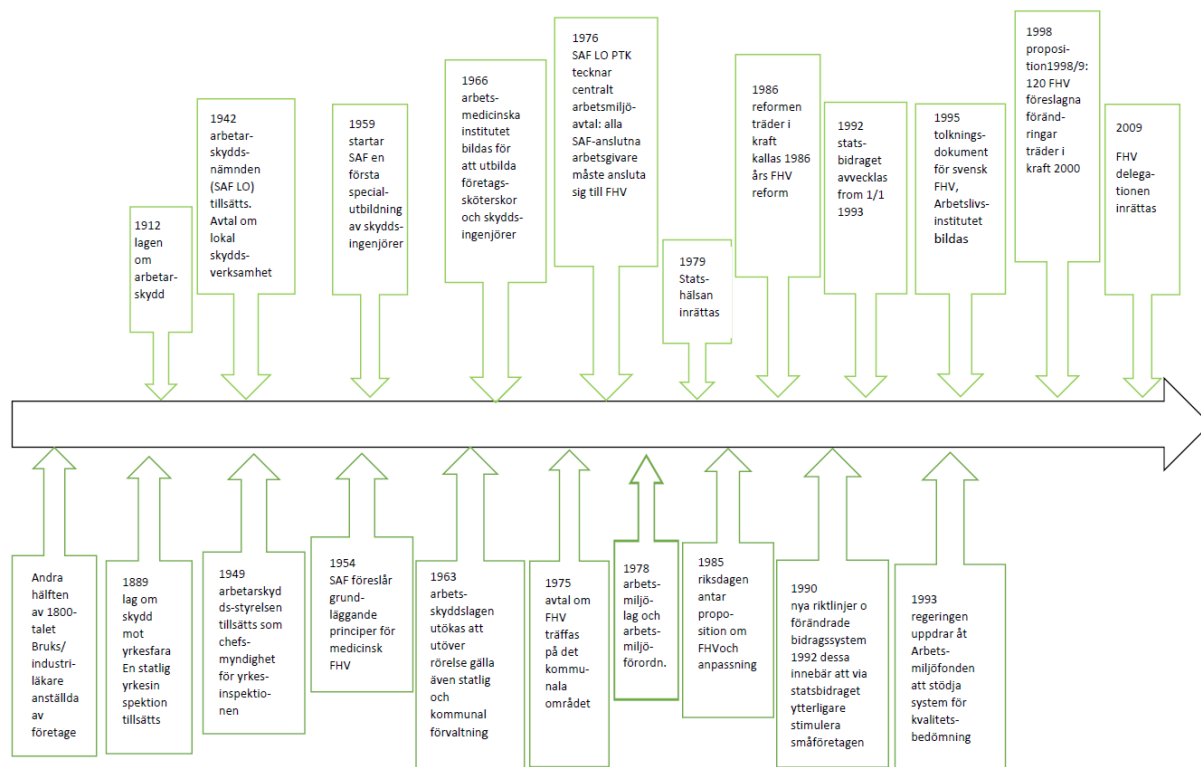 1912
lagen
om
arbetar-
skydd
1942
arbetar-
skydds-
nämnden
(SAF LO)
tillsätts.
Avtal om
lokal
skydds-
verksamhet
1959
startar
SAF en
första
special-
utbildning
av skydds-
ingenjörer
1966
arbets-
medicinska
institutet
bildas för
att utbilda
företags-
sköterskor
och skydds-
ingenjörer
1976
SAF LO PTK
tecknar
centralt
arbetsmiljö-
avtal: alla
SAF-anslutna
arbetsgivare
måste ansluta
sig till FHV
1979
Stats-
hälsan
inrättas
1986
reformen
träder i
kraft
kallas 1986
års FHV
reform
1992
stats-
bidraget
avvecklas
from 1/1
1993
1995
tolknings-
dokument
för svensk
FHV,
Arbetslivs-
institutet
bildas
1998
proposi-
tion1998/9:
120 FHV
föreslagna
föränd-
ringar
träder i
kraft 2000
2009
FHV
delega-
tionen
inrättas
Andra
hälften
av 1800-
talet
Bruks/
industri-
läkare
anställda
av
företage
1889
lag om
skydd
mot
yrkesfara
En statlig
yrkesin
spektion
tillsätts
1949
arbetarskyd
ds-styrelsen
tillsätts som
chefs-
myndighet
för yrkes-
inspektio-
nen
1954
SAF föreslår
grund-
läggande
principer för
medicinsk
FHV
1963
arbets-
skyddslagen
utökas att
utöver
rörelse gälla
även statlig
och
kommunal
förvaltning
1975
avtal om
FHV
träffas
på det
kommu-
nala
området
1978
arbets-
miljö-
lag och
arbets-
miljö-
förordn.
1985
riksdagen
antar
propo-
sition om
FHVoch
anpassning
1990
nya riktlinjer o
förändrade
bidragssystem
1992 dessa
innebär att via
statsbidraget
ytterligare
stimulera
småföretagen
1993
regeringen
uppdrar åt
Arbets-
miljöfonden
att stödja
system för
kvalitets-
bedömning